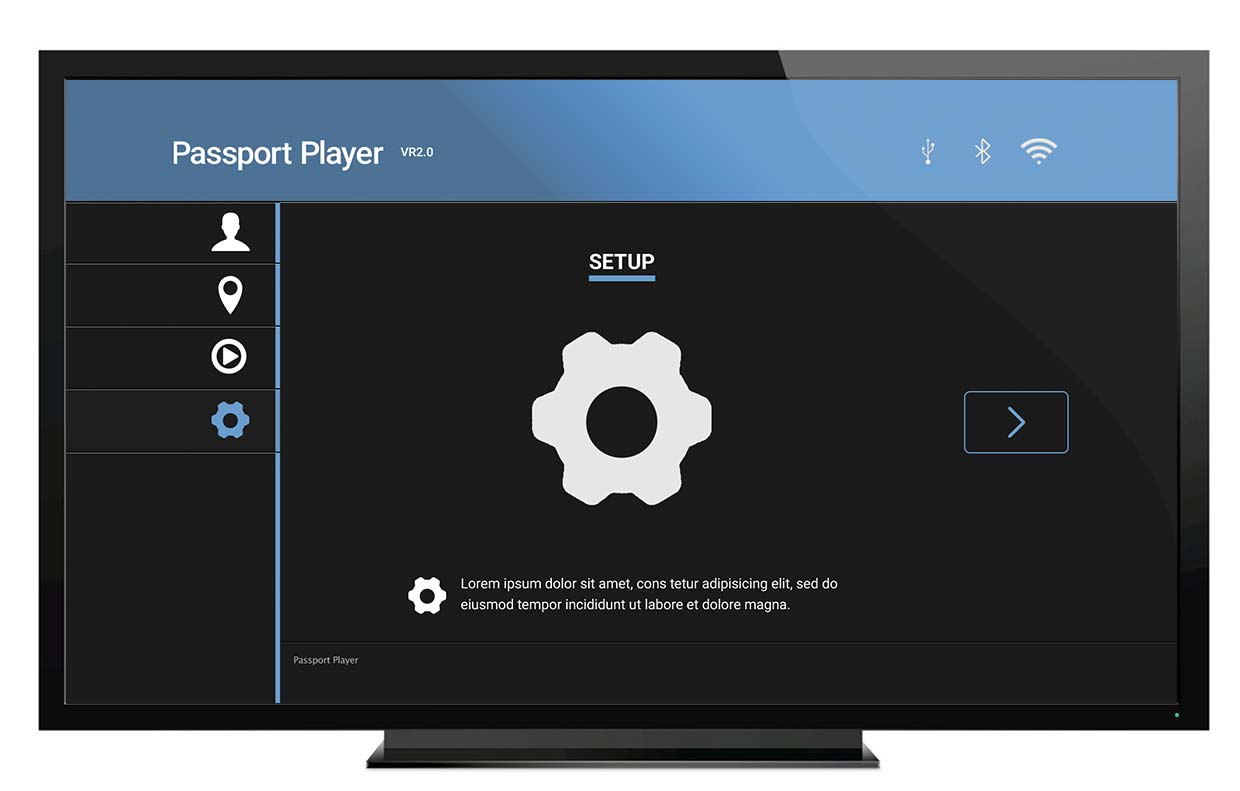 Passport Player VR2.0
SETUP
Lorem ipsum dolor sit amet, cons tetur adipisicing elit, sed do
eiusmod tempor incididunt ut labore et dolore magna.
Passport Player